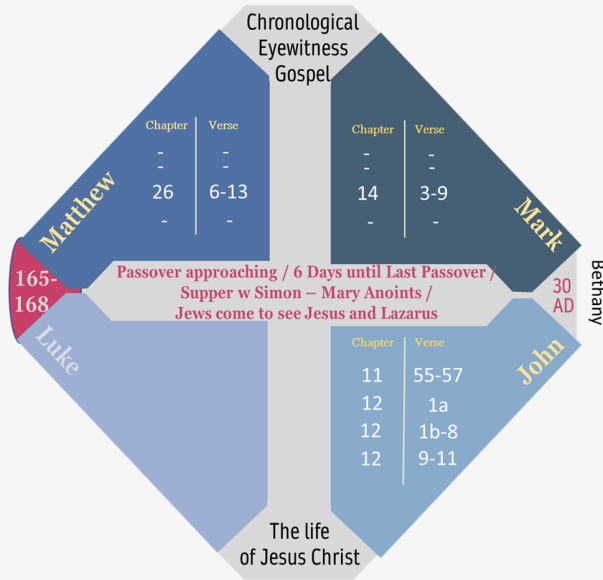 Chronological
Eyewitness
Gospel
Matthew
Chapter Verse
- -
- -
26 6-13
- -
Mark
Chapter Verse
- -
- -
14 3-9
- -
165-
168
Passover approaching / 6 Days until Last Passover /
Supper w Simon – Mary Anoints /
Jews come to see Jesus and Lazarus
30
AD
Bethany
Luke
John
Chapter Verse
11 55-57
12 1a
12 1b-8
12 9-11
The life
of Jesus Christ